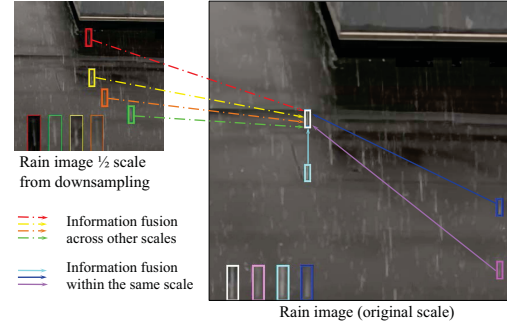 Rain image ½ scale
from downsampling
Information fusion
across other scales
Information fusion
within the same scale
Rain image (original scale)